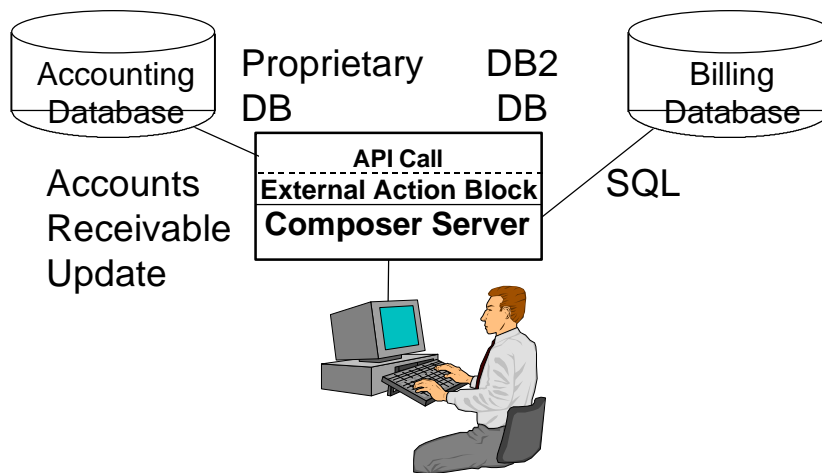 Accounting
Database
Proprietary
DB
DB2
DB
Billing
Database
API Call
External Action Block
Composer Server
Accounts
Receivable
Update
SQL